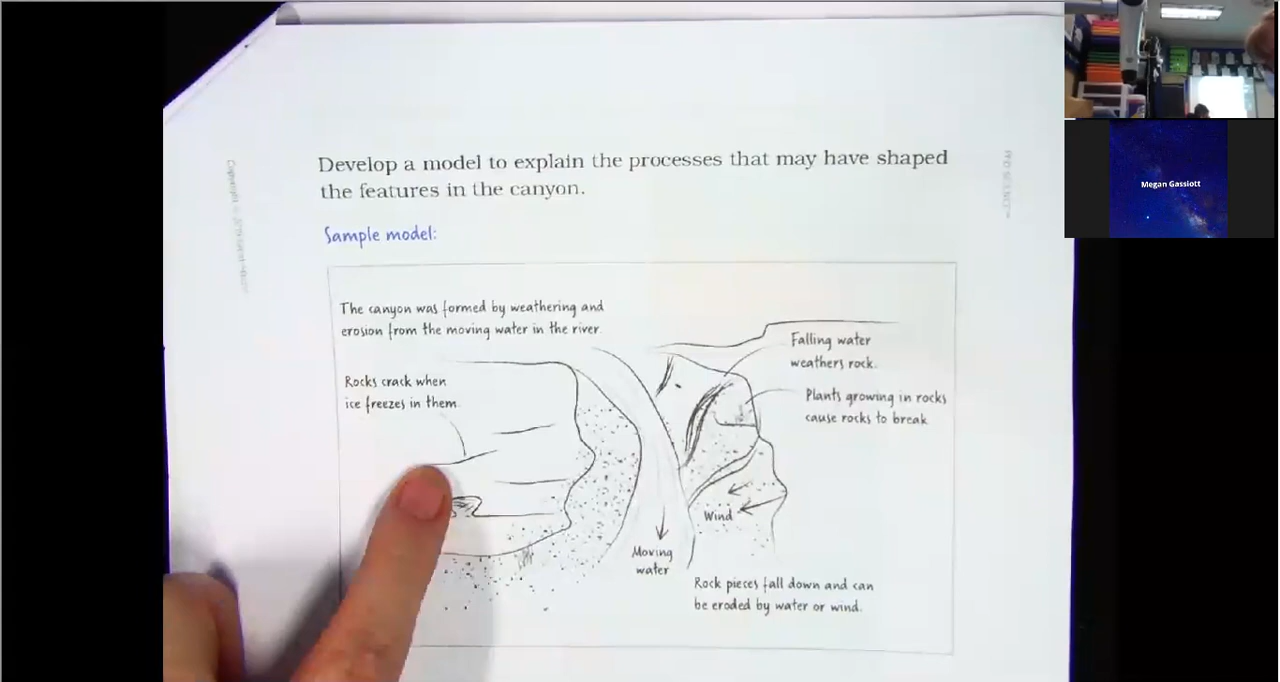 Develop a model to explain the processes that may have shaped
the features in the canyon.
Sample model:
The canyon was formed by weathering and
erosion from the moving water in the river.
Rocks crack when
ice freezes in them.
Falling water
weathers rock.
Plants growing in rocks
cause rocks to break
Wind
Moving
water
Rock pieces fall down and can
be eroded by water or wind.
Megan Gassiott